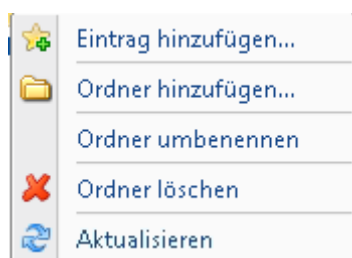 Eintrag hinzufügen...
Ordner hinzufügen...
Ordner umbenennen
Ordner löschen
Aktualisieren